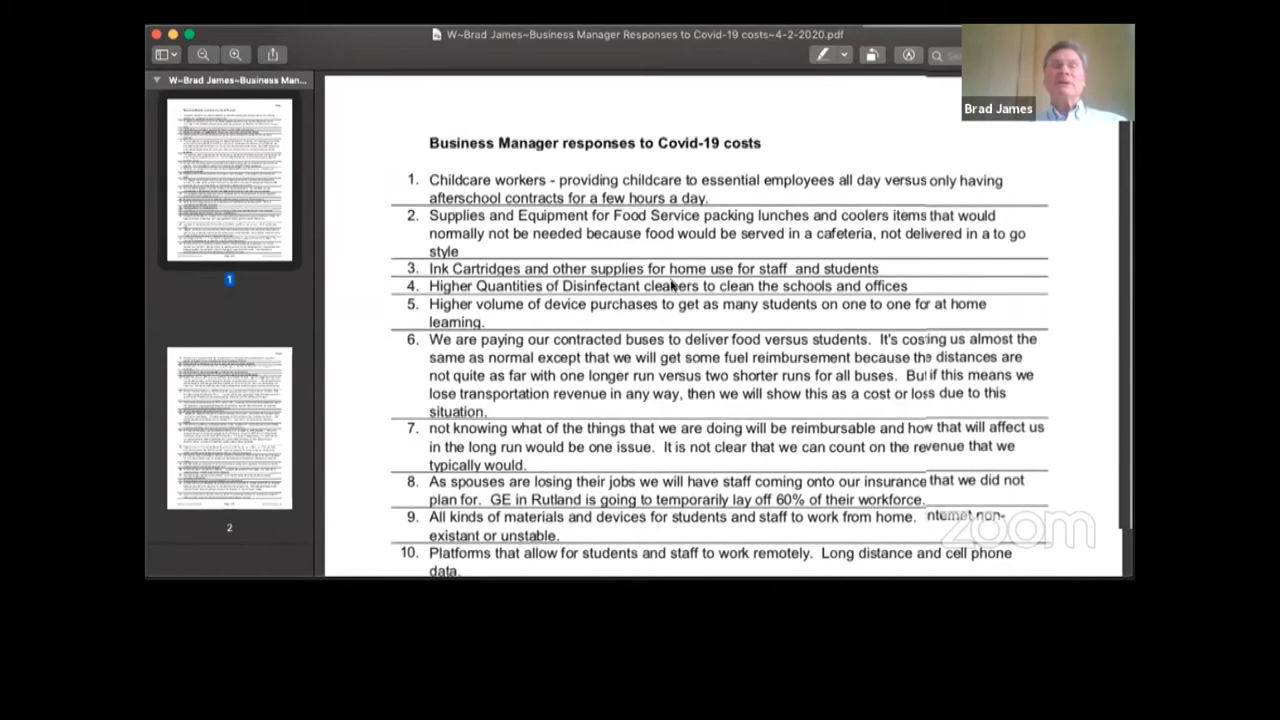 W~Brad James~Business Manager Responses to Covid-19 costs~4-2-2020.pdf
W~Brad James~Business Man...
Brad James
Business Manager responses to Covid-19 costs
1. Childcare workers - providing childcare to essential employees all day versus only having
afterschool contracts for a few hours a day.
2. Supplies and Equipment for Food service packing lunches and coolers items that would
normally not be needed because food would be served in a cafeteria, not delivered in a to go
style
3. Ink Cartridges and other supplies for home use for staff and students
4. Higher Quantities of Disinfectant cleaners to clean the schools and offices
5. Higher volume of device purchases to get as many students on one to one for at home
learning.
6. We are paying our contracted buses to deliver food versus students. It's costing us almost the
same as normal except that we will get some fuel reimbursement because the distances are
not quite as far with one longer run versus two shorter runs for all buses. But if this means we
lose transportation revenue in anyway, then we will show this as a cost or loss due to this
situation.
7. not knowing what of the things that we are doing will be reimbursable and how that will affect us
in the long run would be one issue. It is not clear that we can count on the revenue that we
typically would.
8. As spouses are losing their jobs will have staff coming onto our insurance that we did not
plan for. GE in Rutland is going to temporarily lay off 60% of their workforce.
9. All kinds of materials and devices for students and staff to work from home. Internet non-
existant or unstable.
10. Platforms that allow for students and staff to work remotely. Long distance and cell phone
data.
1
2
zoom